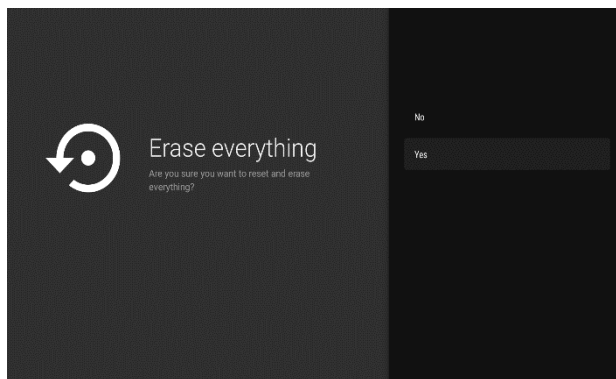 Erase everything
Are you sure you want to reset and erase
everything?
No
Yes